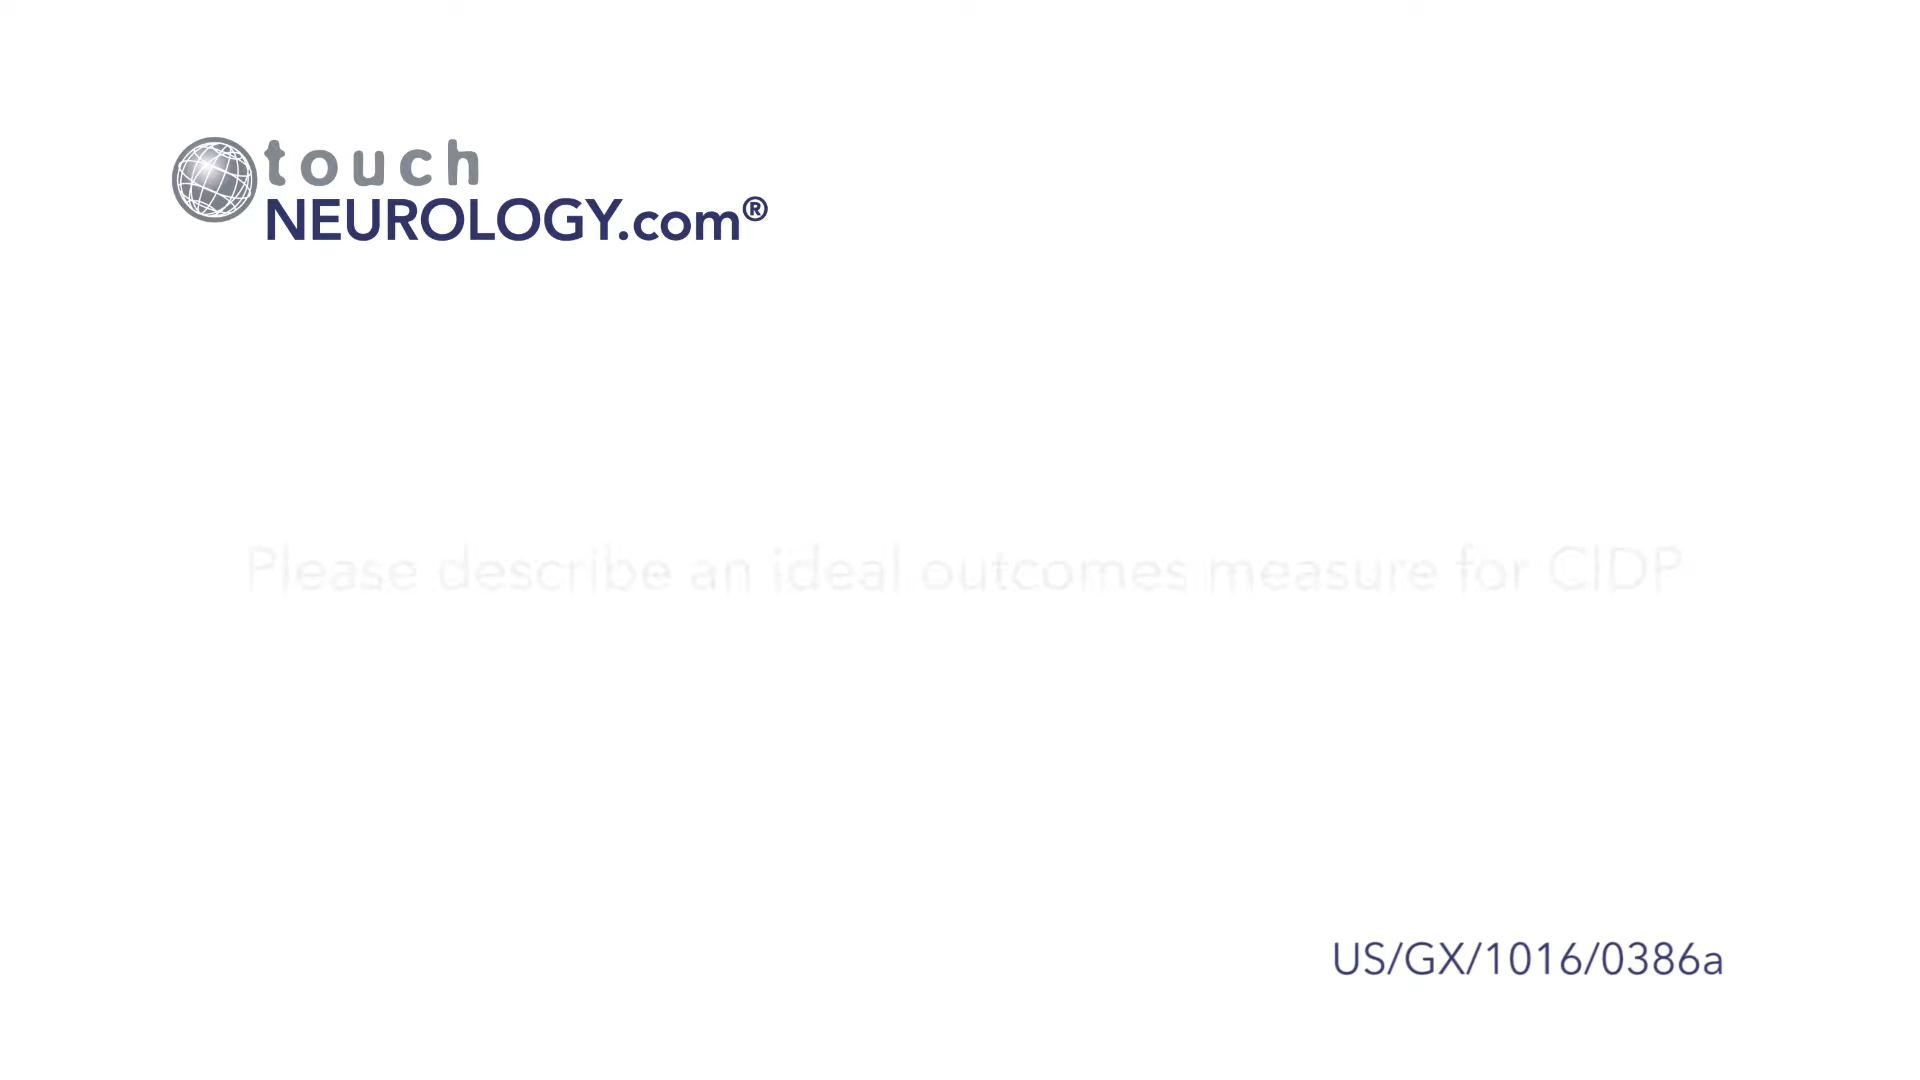 touch
NEUROLOGY.com®
Please describe an ideal outcomes measure for CIDP
US/GX/1016/0386a